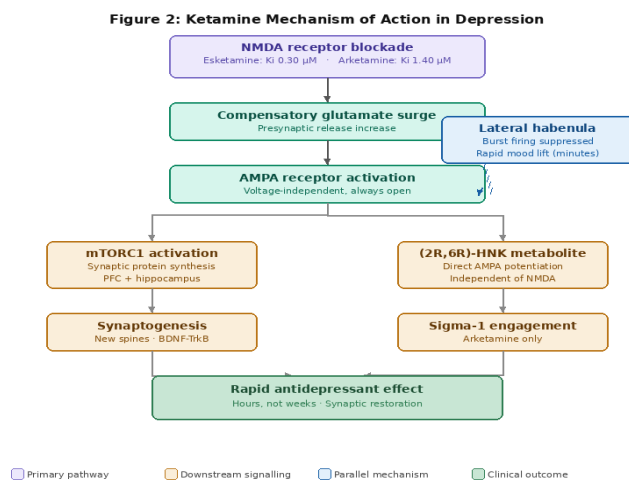 Figure 2: Ketamine Mechanism of Action in Depression
NMDA receptor blockade
Esketamine: Ki 0.30 µM · Arketamine: Ki 1.40 µM
Compensatory glutamate surge
Presynaptic release increase
Lateral habenula
Burst firing suppressed
Rapid mood lift (minutes)
AMPA receptor activation
Voltage-independent, always open
mTORC1 activation
Synaptic protein synthesis
PFC + hippocampus
(2R,6R)-HNK metabolite
Direct AMPA potentiation
Independent of NMDA
Synaptogenesis
New spines · BDNF-TrkB
Sigma-1 engagement
Arketamine only
Rapid antidepressant effect
Hours, not weeks · Synaptic restoration
Primary pathway
Downstream signalling
Parallel mechanism
Clinical outcome